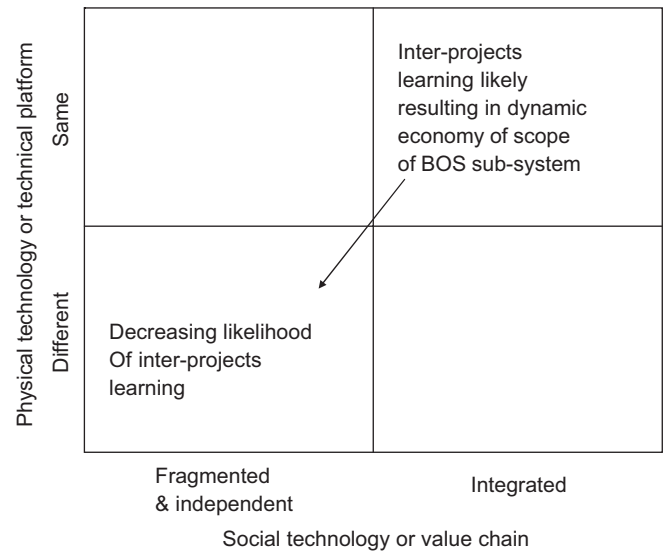 Physical technology or technical platform
Same
Different
Inter-projects
learning likely
resulting in dynamic
economy of scope
of BOS sub-system
Decreasing likelihood
Of inter-projects
learning
Fragmented
& independent
Integrated
Social technology or value chain